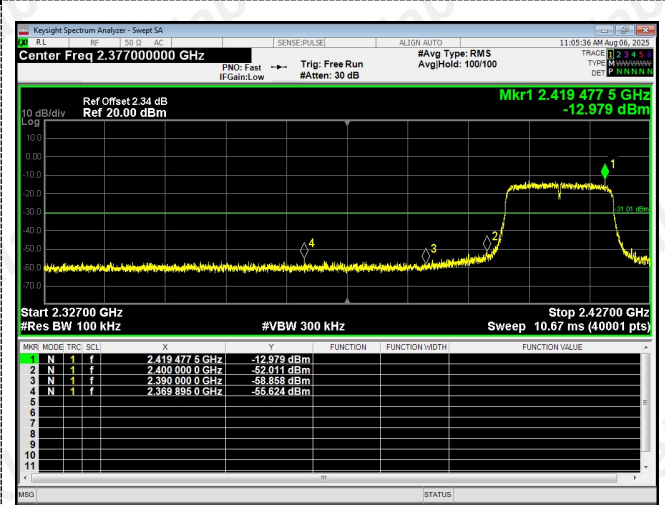 Keysight Spectrum Analyzer - Swept SA
RL RF 50 Ω AC SENSE:PULSE ALIGN AUTO 11:05:36 AM Aug 06, 2025
Center Freq 2.377000000 GHz
#Avg Type: RMS
TRACE 1 2 3 4 5 6
PNO: Fast Trig: Free Run Avg|Hold: 100/100
TYPE M WWWWW
IFGain:Low #Atten: 30 dB
DET P N N N N N
Ref Offset 2.34 dB Mkr1 2.419 477 5 GHz
10 dB/div Ref 20.00 dBm -12.979 dBm
Log
10.0
0.00
-10.0
-20.0
-30.0
-40.0
-50.0
-60.0
-70.0
1
-31.01 dBm
2
3
4
Start 2.32700 GHz Stop 2.42700 GHz
#Res BW 100 kHz #VBW 300 kHz Sweep 10.67 ms (40001 pts)
MKR MODE TRC SCL X Y FUNCTION FUNCTION WIDTH FUNCTION VALUE
1 N 1 f 2.419 477 5 GHz -12.979 dBm
2 N 1 f 2.400 000 0 GHz -52.011 dBm
3 N 1 f 2.390 000 0 GHz -58.858 dBm
4 N 1 f 2.369 895 0 GHz -55.624 dBm
5
6
7
8
9
10
11
MSG STATUS